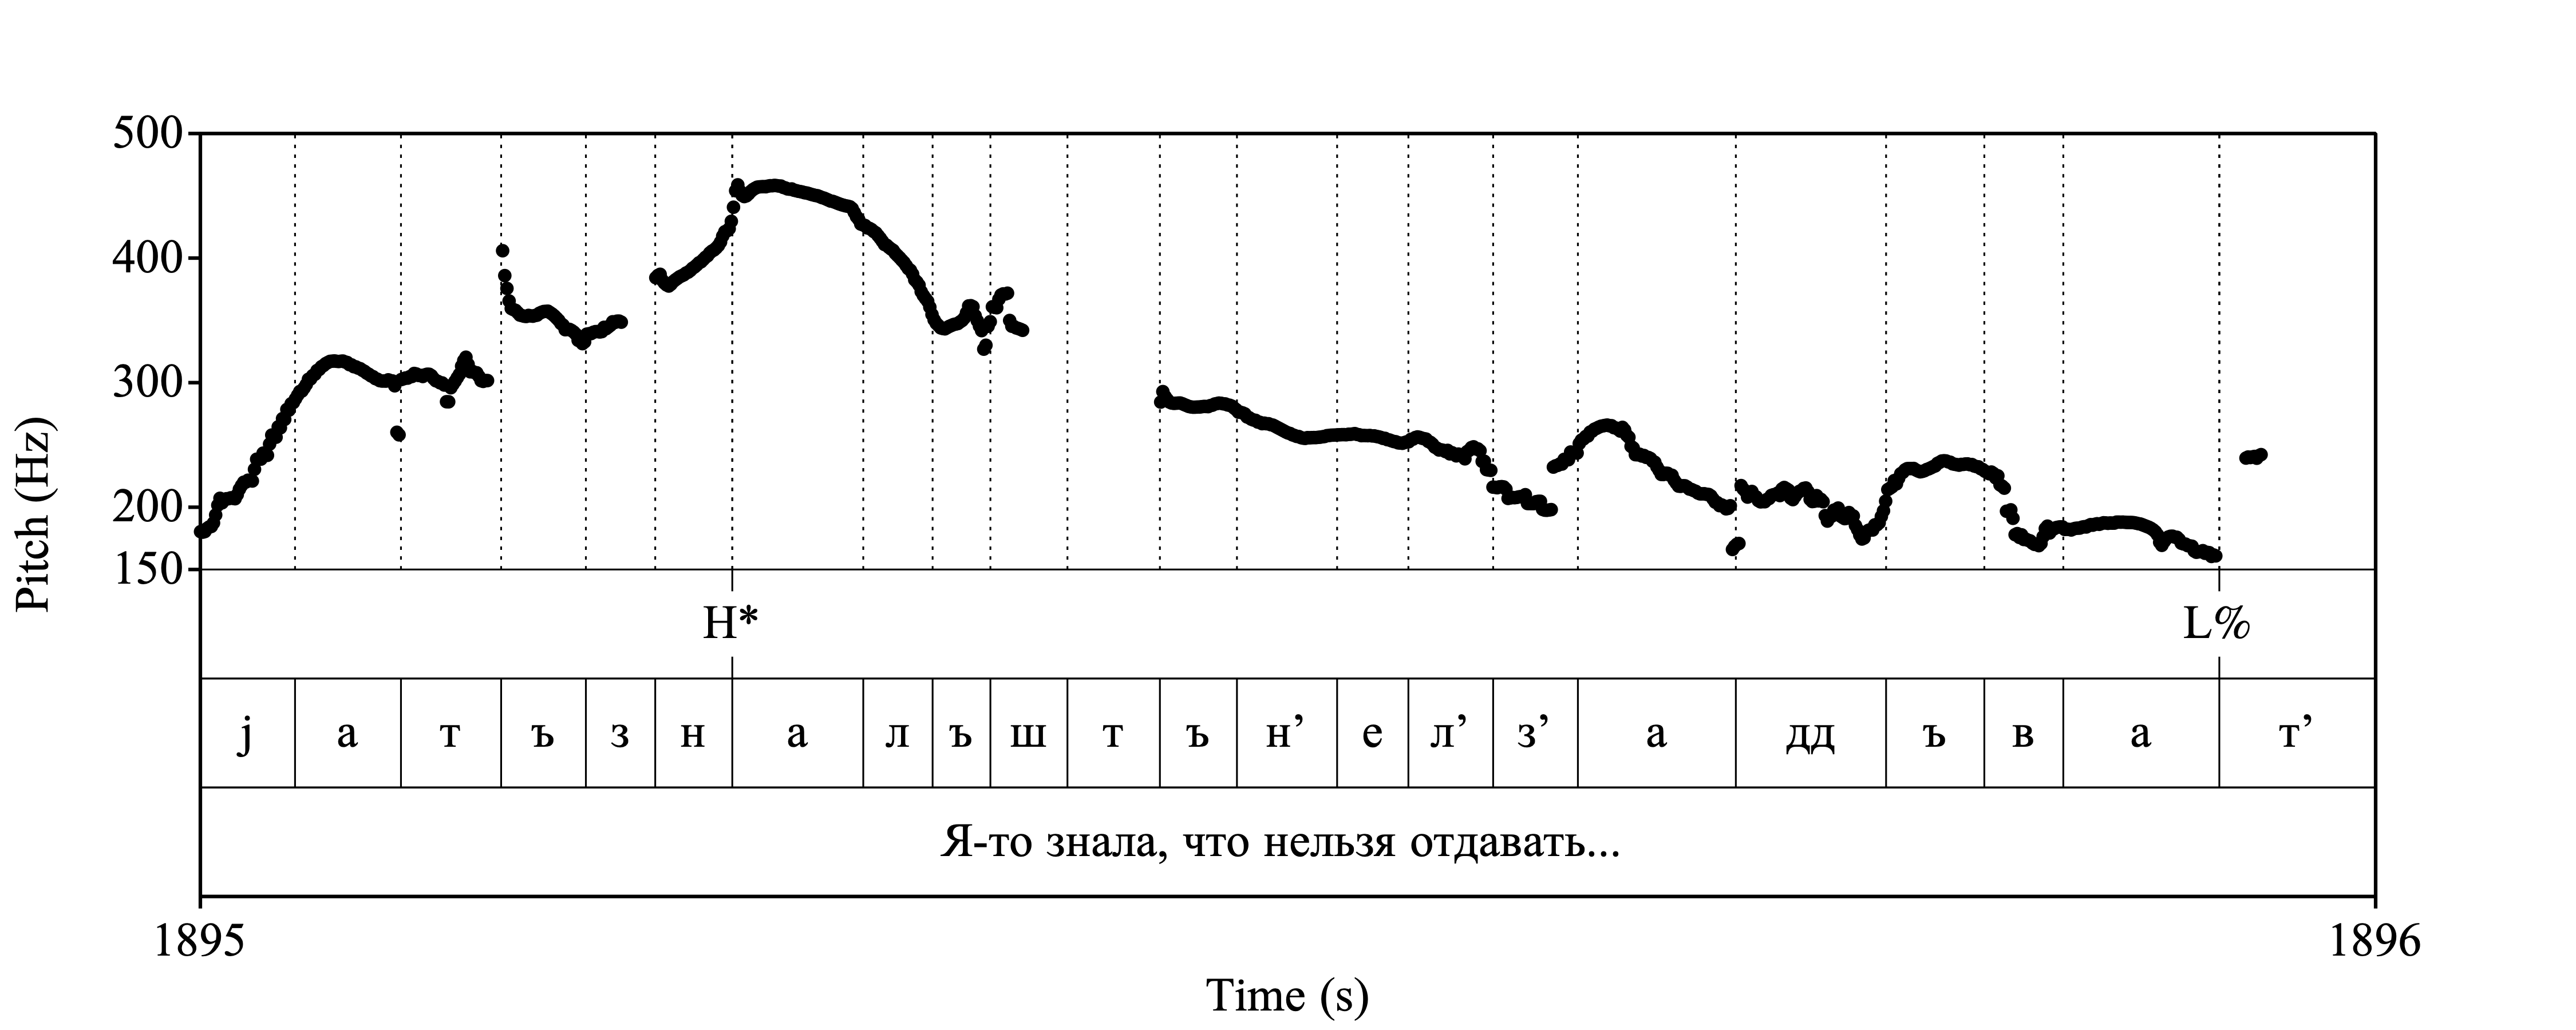 500
400
300
200
150
Pitch (Hz)
H* L%
j а т ъ з н а л ъ ш т ъ н’ е л’ з’ а дд ъ в а т’
Я-то знала, что нельзя отдавать...
1895 1896
Time (s)